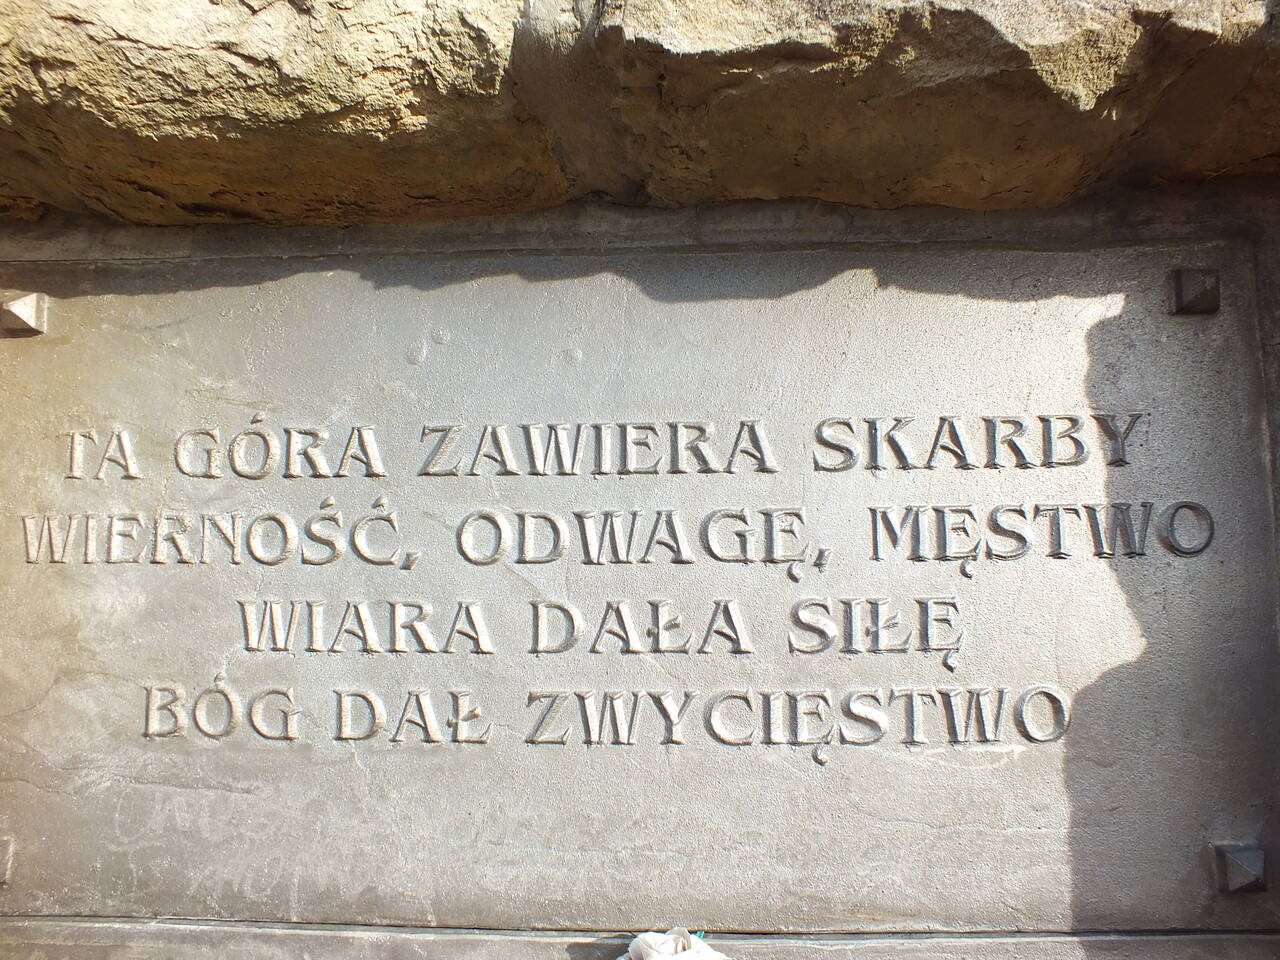 TA GÓRA ZAWIERA SKARBY
WIERNOŚĆ, ODWAGĘ, MĘSTWO
WIARA DAŁA SIŁĘ
BÓG DAŁ ZWYCIĘSTWO